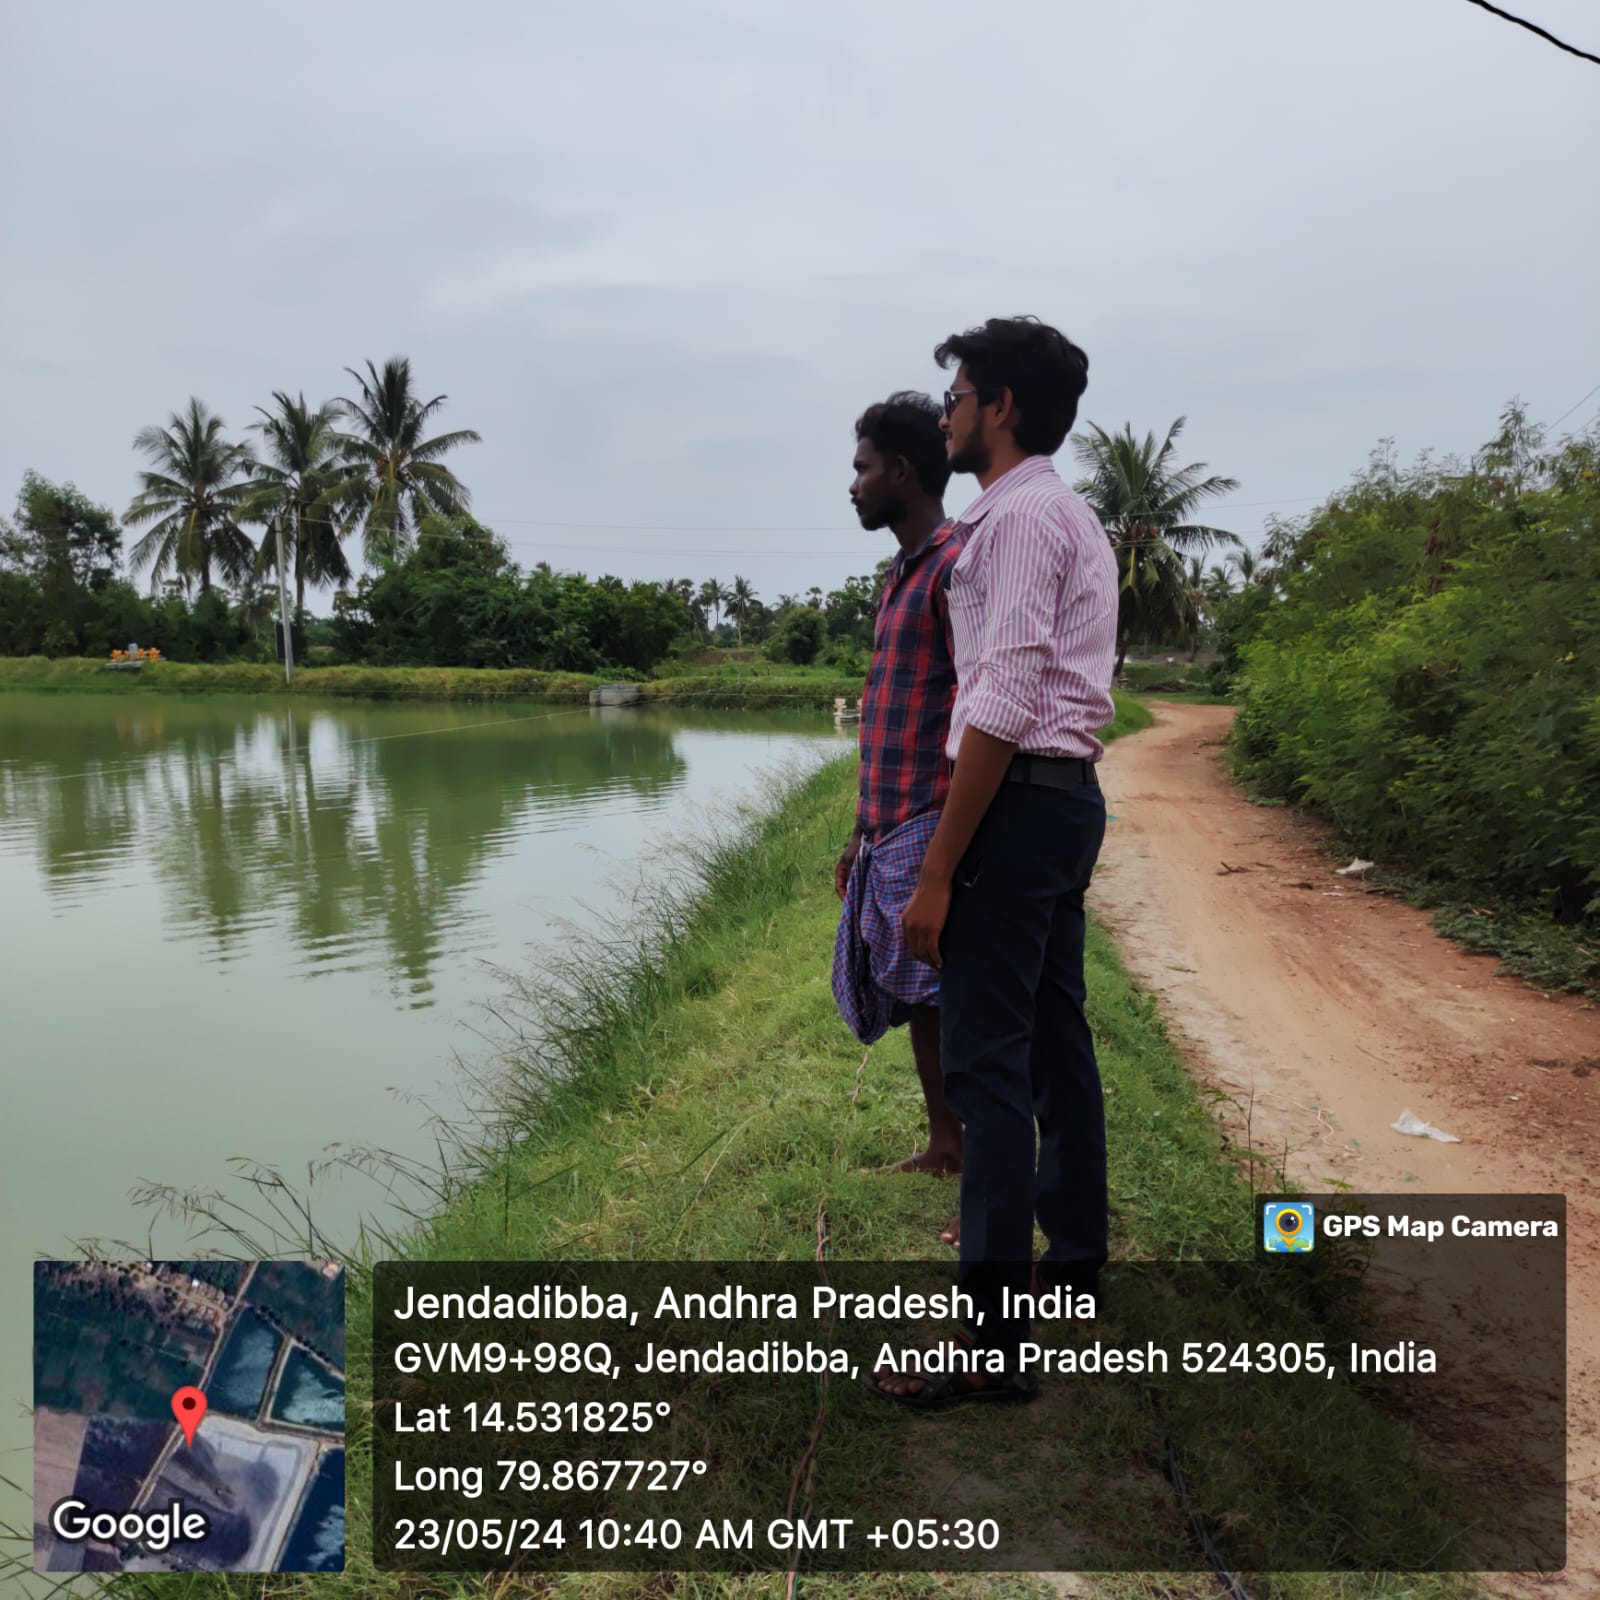 GPS Map Camera
Jendadibba, Andhra Pradesh, India
GVM9+98Q, Jendadibba, Andhra Pradesh 524305, India
Lat 14.531825°
Long 79.867727°
23/05/24 10:40 AM GMT +05:30
Google